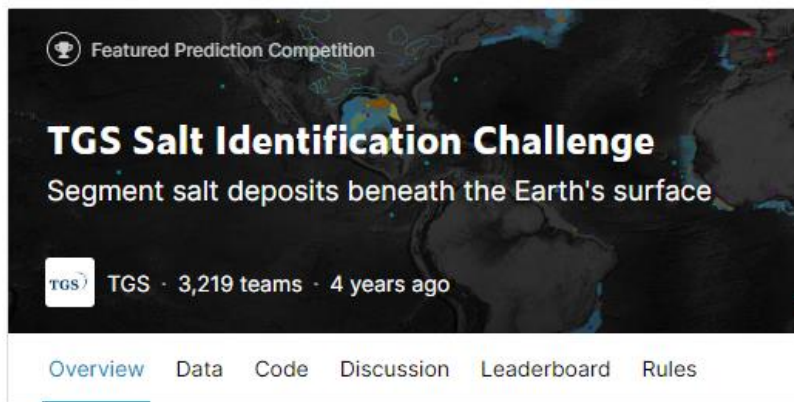 Featured Prediction Competition
TGS Salt Identification Challenge
Segment salt deposits beneath the Earth's surface
TGS TGS · 3,219 teams · 4 years ago
Overview Data Code Discussion Leaderboard Rules